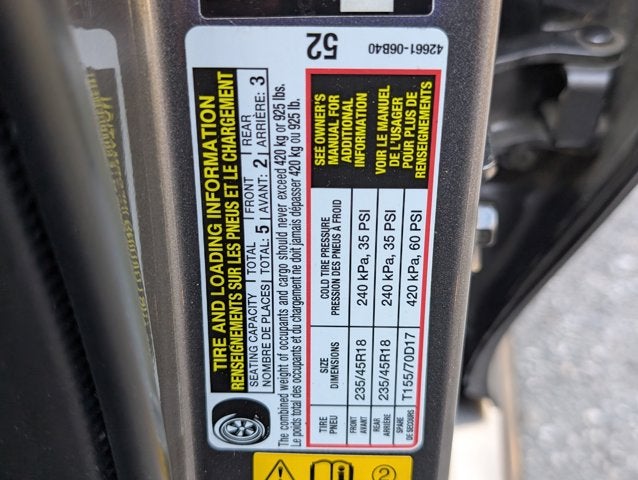 TIRE AND LOADING INFORMATION
RENSEIGNEMENTS SUR LES PNEUS ET LE CHARGEMENT
SEATING CAPACITY | TOTAL | FRONT | REAR
NOMBRE DE PLACES | TOTAL: 5 | AVANT: 2 | ARRIÈRE: 3
The combined weight of occupants and cargo should never exceed 420 kg or 925 lbs.
Le poids total des occupants et du chargement ne doit jamais dépasser 420 kg ou 925 lb.
TIRE PNEU | SIZE DIMENSIONS | COLD TIRE PRESSURE PRESSION DES PNEUS À FROID
FRONT AVANT | 235/45R18 | 240 kPa, 35 PSI
REAR ARRIÈRE | 235/45R18 | 240 kPa, 35 PSI
SPARE DE SECOURS | T155/70D17 | 420 kPa, 60 PSI
SEE OWNER'S
MANUAL FOR
ADDITIONAL
INFORMATION
VOIR LE MANUEL
DE L'USAGER
POUR PLUS DE
RENSEIGNEMENTS
52
42661-06B40
2